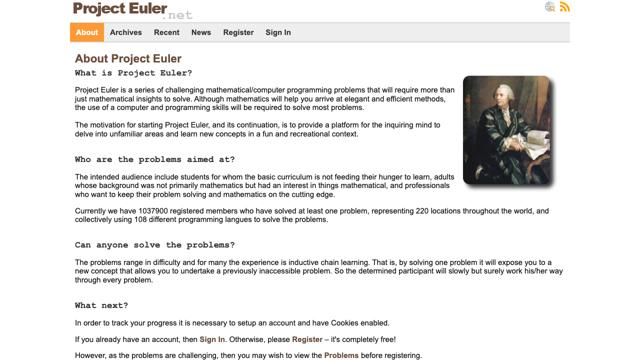 Project Euler
.net
About Archives Recent News Register Sign In
About Project Euler
What is Project Euler?
Project Euler is a series of challenging mathematical/computer programming problems that will require more than
just mathematical insights to solve. Although mathematics will help you arrive at elegant and efficient methods,
the use of a computer and programming skills will be required to solve most problems.
The motivation for starting Project Euler, and its continuation, is to provide a platform for the inquiring mind to
delve into unfamiliar areas and learn new concepts in a fun and recreational context.
Who are the problems aimed at?
The intended audience include students for whom the basic curriculum is not feeding their hunger to learn, adults
whose background was not primarily mathematics but had an interest in things mathematical, and professionals
who want to keep their problem solving and mathematics on the cutting edge.
Currently we have 1037900 registered members who have solved at least one problem, representing 220 locations throughout the world, and
collectively using 108 different programming langues to solve the problems.
Can anyone solve the problems?
The problems range in difficulty and for many the experience is inductive chain learning. That is, by solving one problem it will expose you to a
new concept that allows you to undertake a previously inaccessible problem. So the determined participant will slowly but surely work his/her way
through every problem.
What next?
In order to track your progress it is necessary to setup an account and have Cookies enabled.
If you already have an account, then Sign In. Otherwise, please Register – it's completely free!
However, as the problems are challenging, then you may wish to view the Problems before registering.